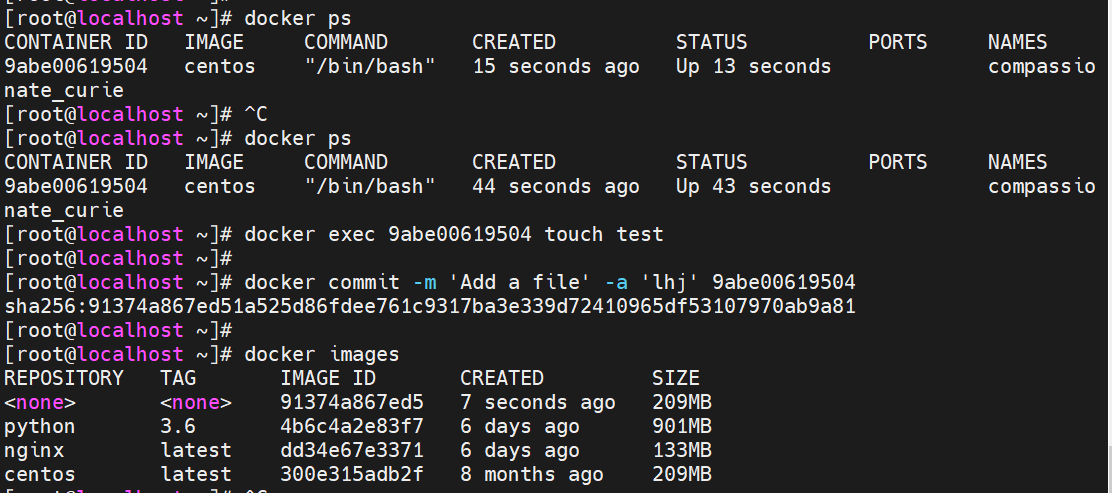 [root@localhost ~]# docker ps
CONTAINER ID   IMAGE     COMMAND       CREATED          STATUS          PORTS     NAMES
9abe00619504   centos    "/bin/bash"   15 seconds ago   Up 13 seconds             compassio
nate_curie
[root@localhost ~]# ^C
[root@localhost ~]# docker ps
CONTAINER ID   IMAGE     COMMAND       CREATED          STATUS          PORTS     NAMES
9abe00619504   centos    "/bin/bash"   44 seconds ago   Up 43 seconds             compassio
nate_curie
[root@localhost ~]# docker exec 9abe00619504 touch test
[root@localhost ~]#
[root@localhost ~]# docker commit -m 'Add a file' -a 'lhj' 9abe00619504
sha256:91374a867ed51a525d86fdee761c9317ba3e339d72410965df53107970ab9a81
[root@localhost ~]#
[root@localhost ~]# docker images
REPOSITORY   TAG       IMAGE ID       CREATED         SIZE
<none>       <none>    91374a867ed5   7 seconds ago   209MB
python       3.6       4b6c4a2e83f7   6 days ago      901MB
nginx        latest    dd34e67e3371   6 days ago      133MB
centos       latest    300e315adb2f   8 months ago    209MB